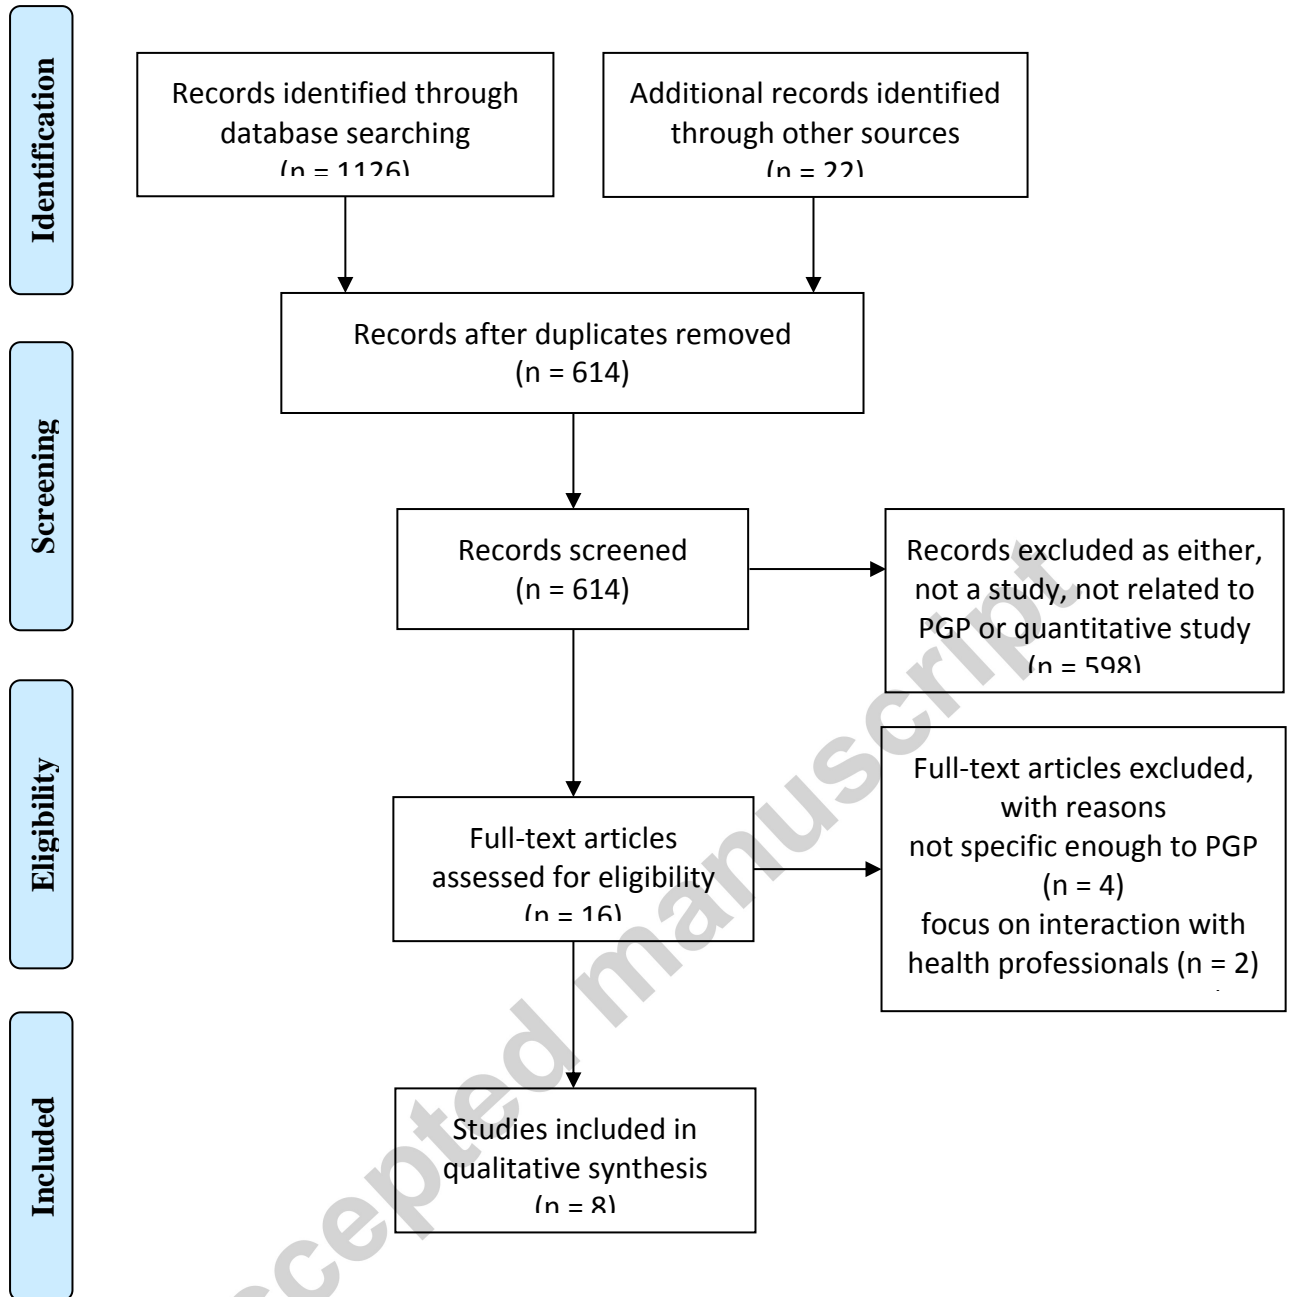 Identification
Records identified through
database searching
(n = 1126)
Additional records identified
through other sources
(n = 22)
Records after duplicates removed
(n = 614)
Screening
Records screened
(n = 614)
Records excluded as either,
not a study, not related to
PGP or quantitative study
(n = 598)
Eligibility
Full-text articles
assessed for eligibility
(n = 16)
Full-text articles excluded,
with reasons
not specific enough to PGP
(n = 4)
focus on interaction with
health professionals (n = 2)
Included
Studies included in
qualitative synthesis
(n = 8)
scepted manuscript